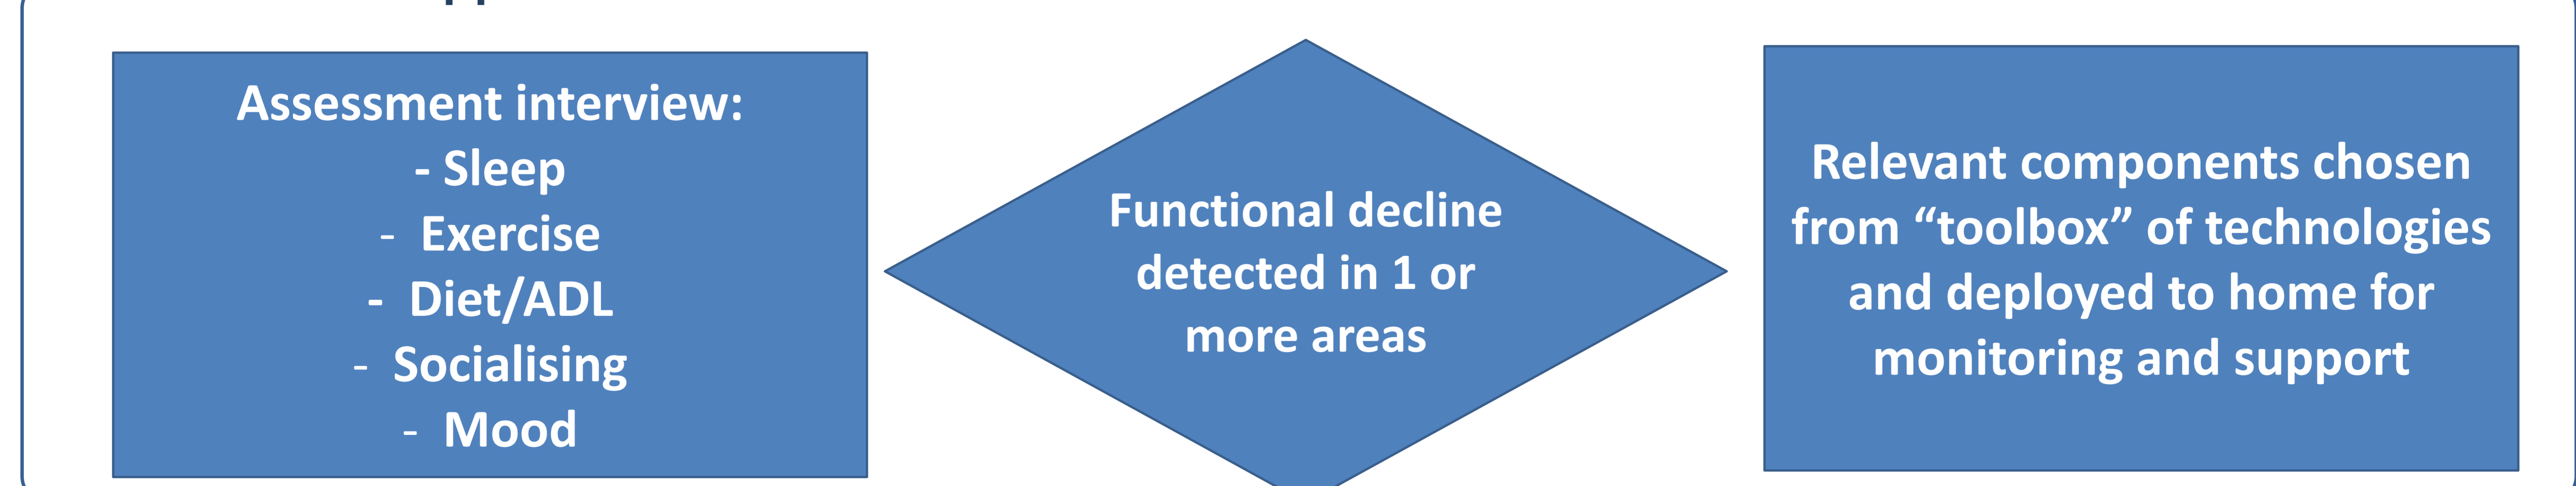 Assessment interview:
- Sleep
- Exercise
- Diet/ADL
- Socialising
- Mood
Functional decline
detected in 1 or
more areas
Relevant components chosen
from “toolbox” of technologies
and deployed to home for
monitoring and support